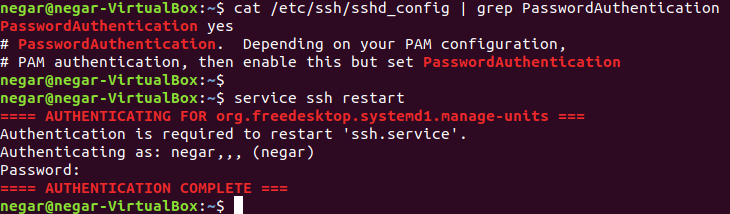 negar@negar-VirtualBox:~$ cat /etc/ssh/sshd_config | grep PasswordAuthentication
PasswordAuthentication yes
# PasswordAuthentication.  Depending on your PAM configuration,
# PAM authentication, then enable this but set PasswordAuthentication
negar@negar-VirtualBox:~$
negar@negar-VirtualBox:~$ service ssh restart
==== AUTHENTICATING FOR org.freedesktop.systemd1.manage-units ===
Authentication is required to restart 'ssh.service'.
Authenticating as: negar,,, (negar)
Password:
==== AUTHENTICATION COMPLETE ===
negar@negar-VirtualBox:~$